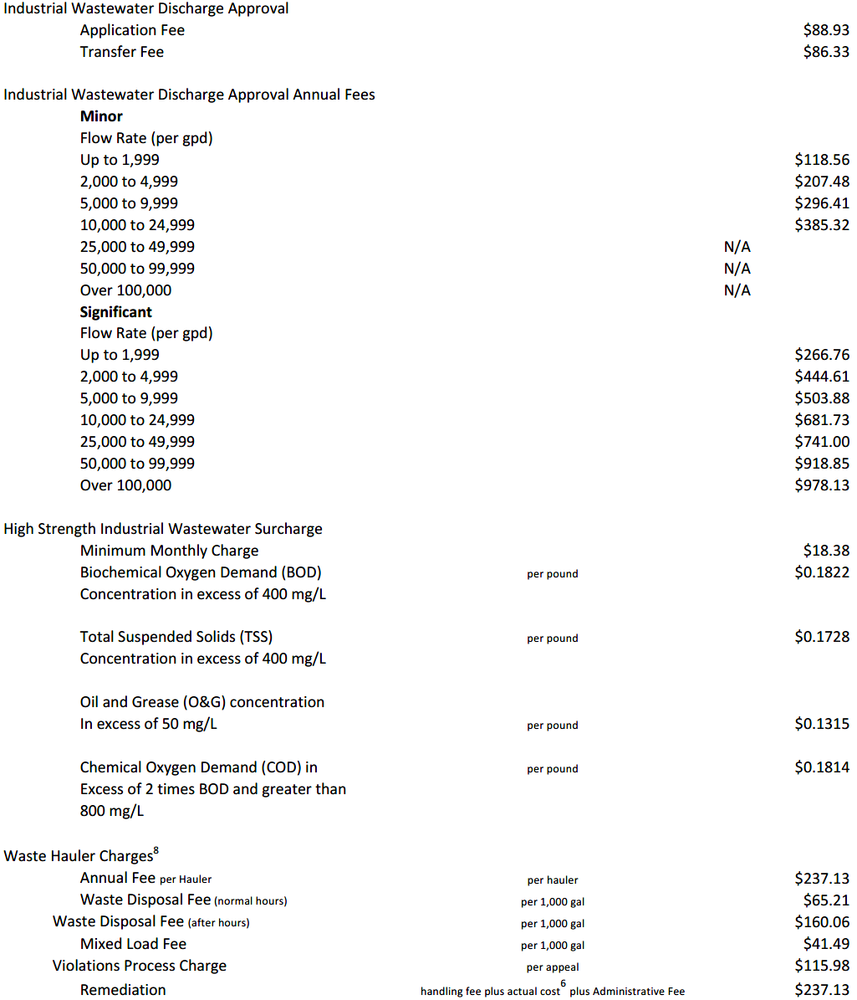 Industrial Wastewater Discharge Approval
Application Fee $88.93
Transfer Fee $86.33
Industrial Wastewater Discharge Approval Annual Fees
Minor
Flow Rate (per gpd)
Up to 1,999 $118.56
2,000 to 4,999 $207.48
5,000 to 9,999 $296.41
10,000 to 24,999 $385.32
25,000 to 49,999 N/A
50,000 to 99,999 N/A
Over 100,000 N/A
Significant
Flow Rate (per gpd)
Up to 1,999 $266.76
2,000 to 4,999 $444.61
5,000 to 9,999 $503.88
10,000 to 24,999 $681.73
25,000 to 49,999 $741.00
50,000 to 99,999 $918.85
Over 100,000 $978.13
High Strength Industrial Wastewater Surcharge
Minimum Monthly Charge $18.38
Biochemical Oxygen Demand (BOD) per pound $0.1822
Concentration in excess of 400 mg/L
Total Suspended Solids (TSS) per pound $0.1728
Concentration in excess of 400 mg/L
Oil and Grease (O&G) concentration
In excess of 50 mg/L per pound $0.1315
Chemical Oxygen Demand (COD) in per pound $0.1814
Excess of 2 times BOD and greater than
800 mg/L
Waste Hauler Charges⁸
Annual Fee per Hauler per hauler $237.13
Waste Disposal Fee (normal hours) per 1,000 gal $65.21
Waste Disposal Fee (after hours) per 1,000 gal $160.06
Mixed Load Fee per 1,000 gal $41.49
Violations Process Charge per appeal $115.98
Remediation handling fee plus actual cost⁶ plus Administrative Fee $237.13